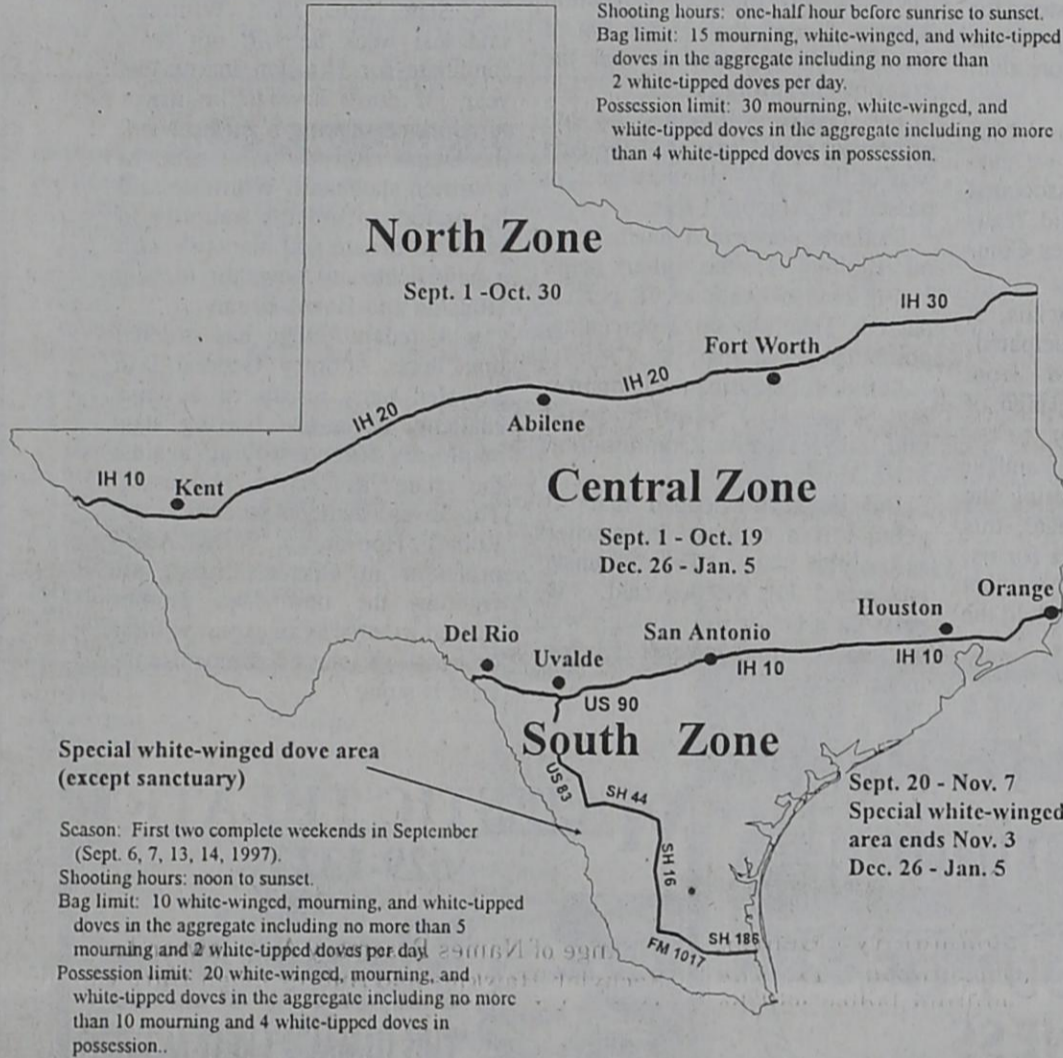 Shooting hours: one-half hour before sunrise to sunset.
Bag limit: 15 mourning, white-winged, and white-tipped
doves in the aggregate including no more than
2 white-tipped doves per day.
Possession limit: 30 mourning, white-winged, and
white-tipped doves in the aggregate including no more
than 4 white-tipped doves in possession.
North Zone
Sept. 1 -Oct. 30
IH 30
Fort Worth
IH 20
Abilene
IH 20
IH 10
Kent
Central Zone
Sept. 1 - Oct. 19
Dec. 26 - Jan. 5
Orange
Houston
San Antonio
Del Rio
Uvalde
IH 10
IH 10
US 90
South Zone
Special white-winged dove area
(except sanctuary)
US 83
SH 44
SH 16
SH 186
FM 1017
Sept. 20 - Nov. 7
Special white-winged
area ends Nov. 3
Dec. 26 - Jan. 5
Season: First two complete weekends in September
(Sept. 6, 7, 13, 14, 1997).
Shooting hours: noon to sunset.
Bag limit: 10 white-winged, mourning, and white-tipped
doves in the aggregate including no more than 5
mourning and 2 white-tipped doves per day.
Possession limit: 20 white-winged, mourning, and
white-tipped doves in the aggregate including no more
than 10 mourning and 4 white-tipped doves in
possession..